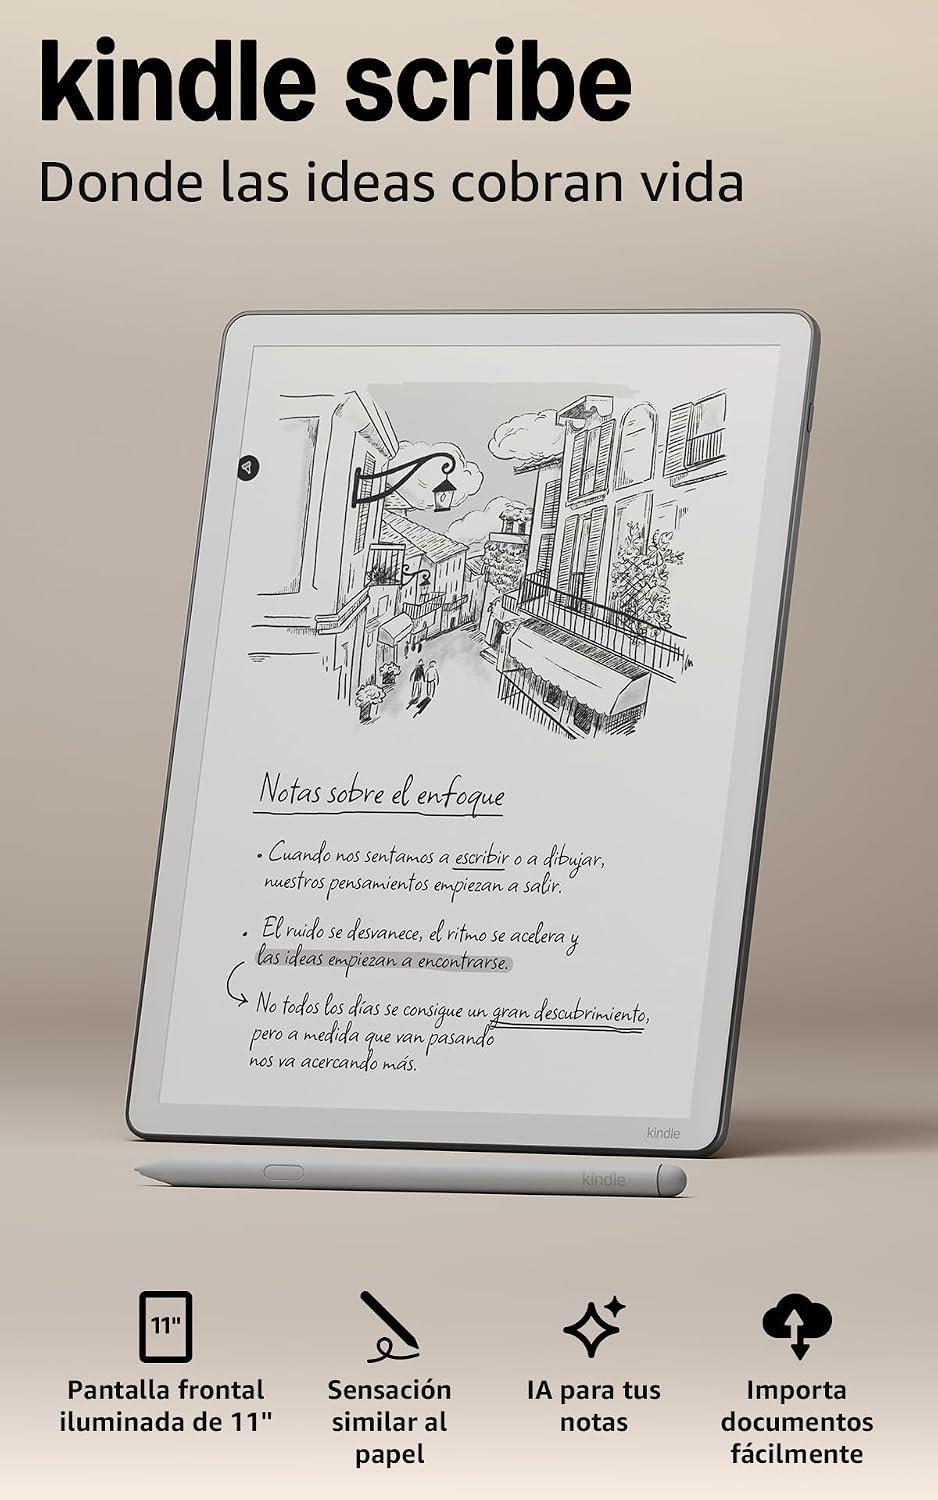 kindle scribe
Donde las ideas cobran vida
Notas sobre el enfoque
• Cuando nos sentamos a escribir o a dibujar,
nuestros pensamientos empiezan a salir.
• El ruido se desvanece, el ritmo se acelera y
las ideas empiezan a encontrarse.
No todos los días se consigue un gran descubrimiento,
pero a medida que van pasando
nos va acercando más.
kindle
kindle
11"
Pantalla frontal
iluminada de 11"
Sensación
similar al
papel
IA para tus
notas
Importa
documentos
fácilmente